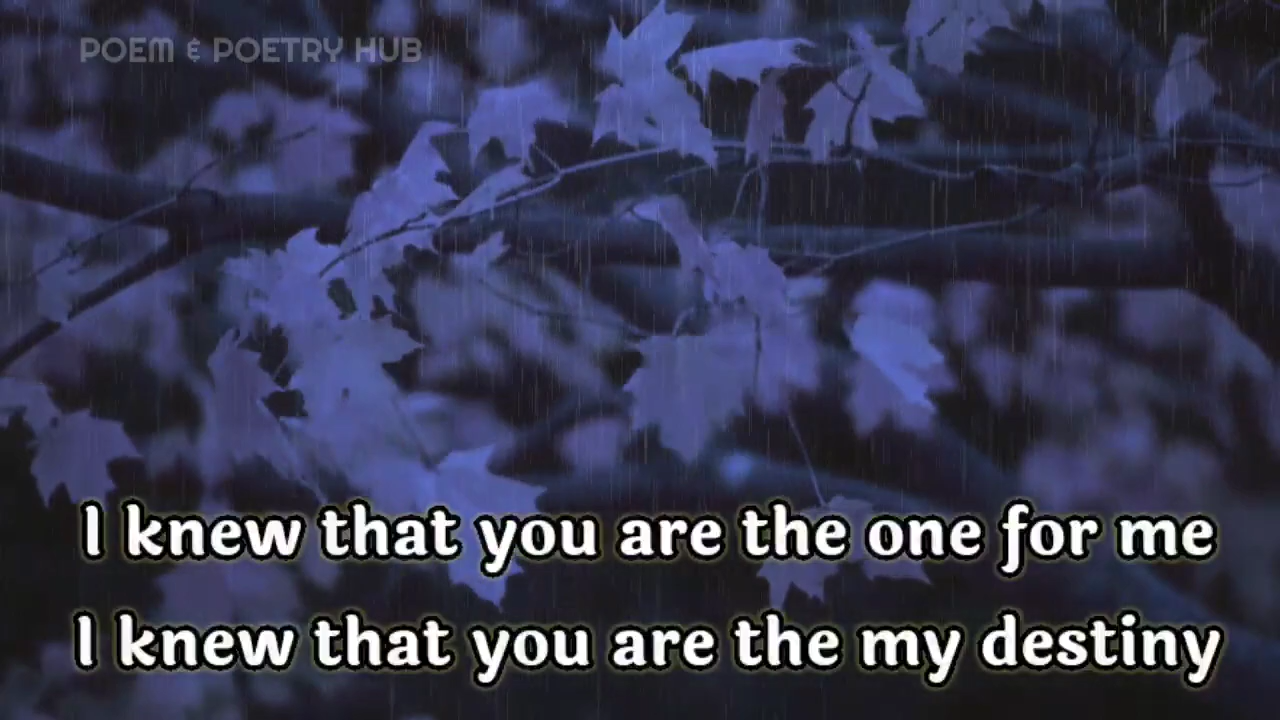 POEM & POETRY HUB
I knew that you are the one for me
I knew that you are the my destiny